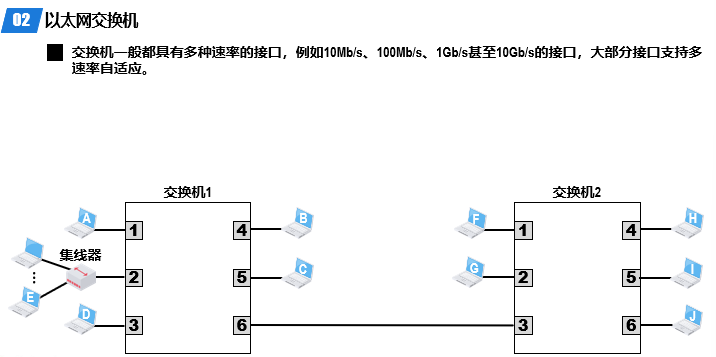 02 以太网交换机
交换机一般都具有多种速率的接口，例如10Mb/s、100Mb/s、1Gb/s甚至10Gb/s的接口，大部分接口支持多
速率自适应。
交换机1 交换机2
A 1 4 B F 1 4 H
集线器
2 5 C G 2 5 I
E
D 3 6 3 6 J